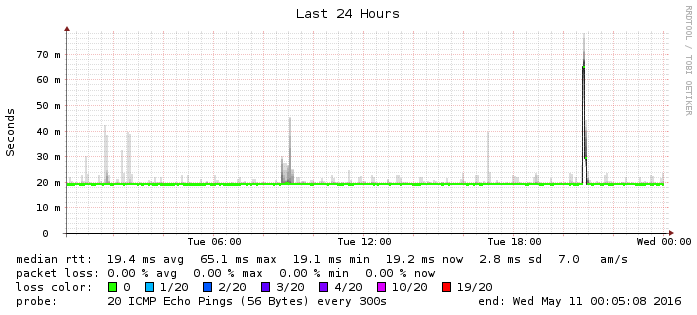 Last 24 Hours
RRDTOOL / TOBI OETIKER
Seconds
70 m
60 m
50 m
40 m
30 m
20 m
10 m
0
Tue 06:00 Tue 12:00 Tue 18:00 Wed 00:00
median rtt: 19.4 ms avg 65.1 ms max 19.1 ms min 19.2 ms now 2.8 ms sd 7.0 am/s
packet loss: 0.00 % avg 0.00 % max 0.00 % min 0.00 % now
loss color: 0 1/20 2/20 3/20 4/20 10/20 19/20
probe: 20 ICMP Echo Pings (56 Bytes) every 300s end: Wed May 11 00:05:08 2016